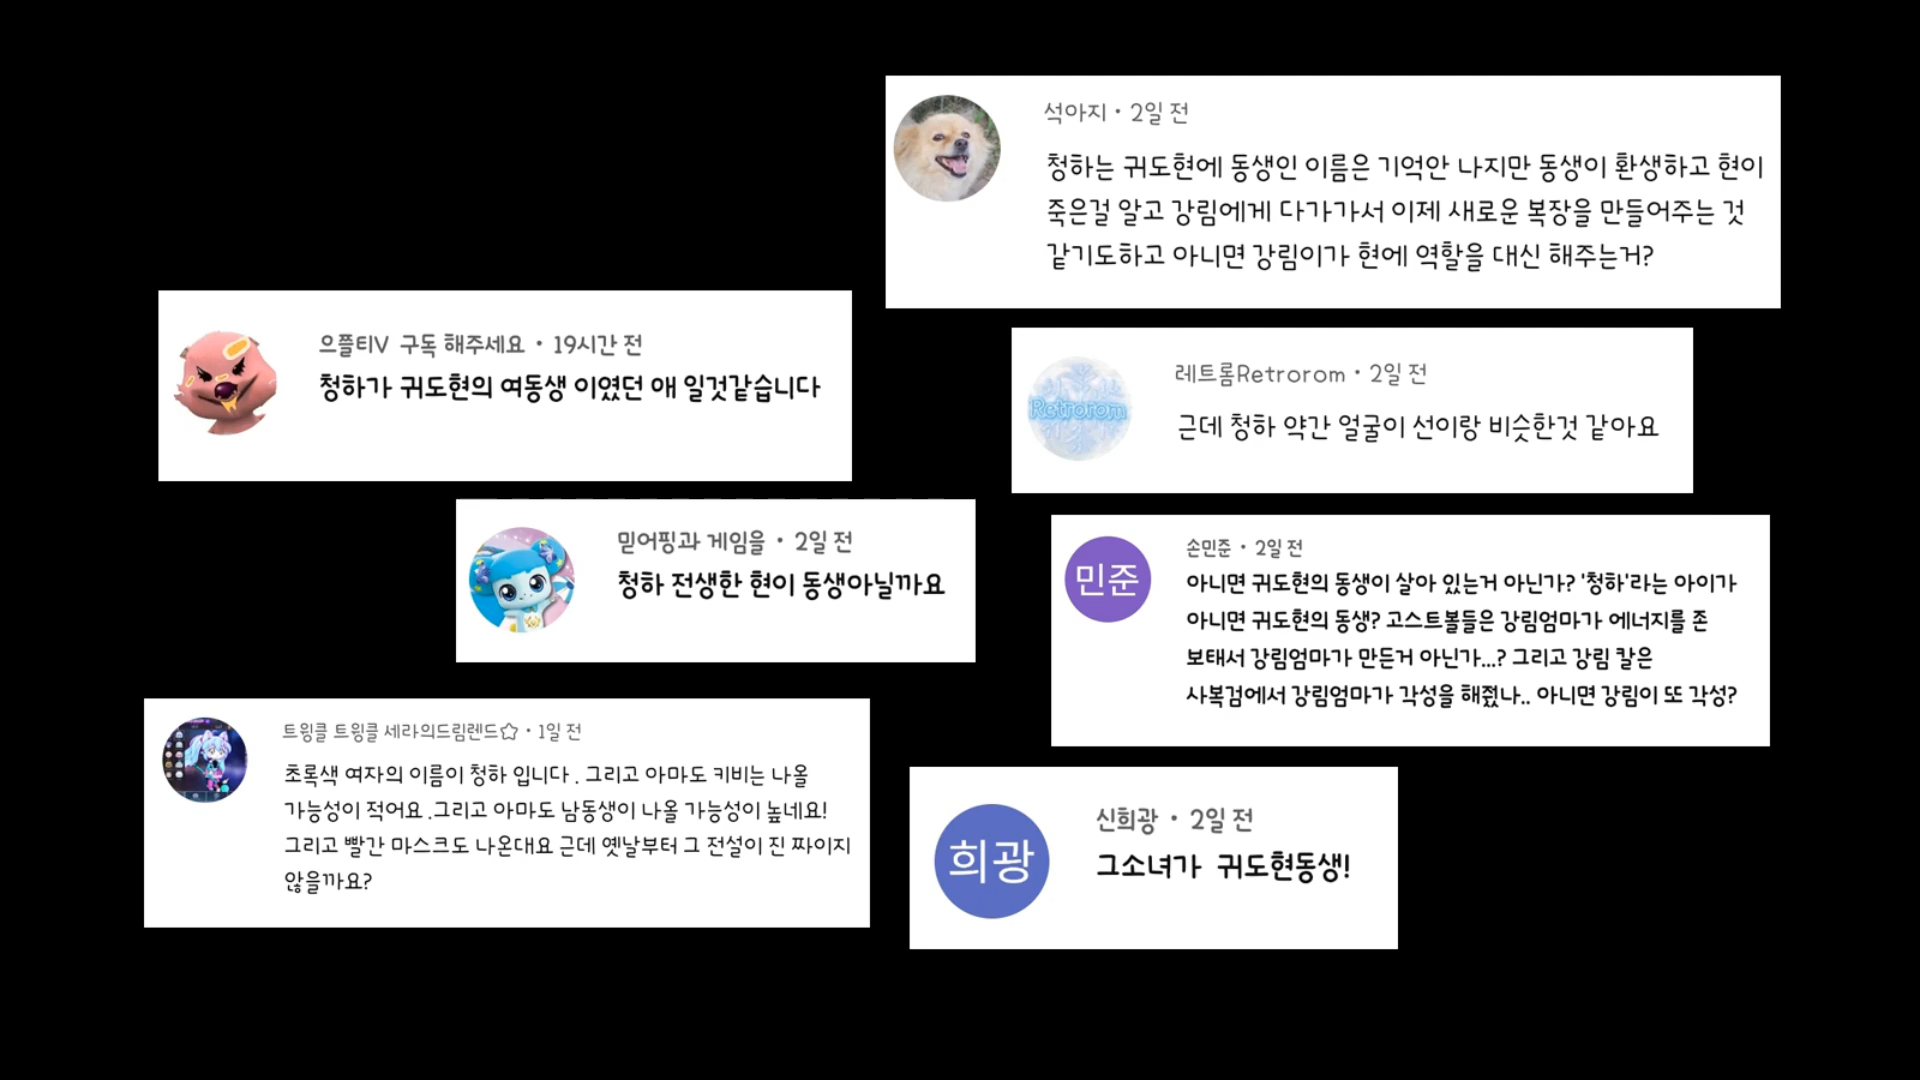 석아지 • 2일 전
청하는 귀도현에 동생인 이름은 기억안 나지만 동생이 환생하고 현이
죽은걸 알고 강림에게 다가가서 이제 새로운 복장을 만들어주는 것
같기도하고 아니면 강림이가 현에 역할을 대신 해주는거?
으플티V 구독 해주세요 • 19시간 전
청하가 귀도현의 여동생 이였던 애 일것같습니다
Retrorom
레트롬Retrorom • 2일 전
근데 청하 약간 얼굴이 선이랑 비슷한것 같아요
믿어핑과 게임을 • 2일 전
청하 전생한 현이 동생아닐까요
민준
손민준 • 2일 전
아니면 귀도현의 동생이 살아 있는거 아닌가? '청하'라는 아이가
아니면 귀도현의 동생? 고스트볼들은 강림엄마가 에너지를 존
보태서 강림엄마가 만든거 아닌가...? 그리고 강림 칼은
사복검에서 강림엄마가 각성을 해줬나.. 아니면 강림이 또 각성?
트윙클 트윙클 세라의드림렌드☆ • 1일 전
초록색 여자의 이름이 청하 입니다 . 그리고 아마도 키비는 나올
가능성이 적어요 .그리고 아마도 남동생이 나올 가능성이 높네요!
그리고 빨간 마스크도 나온대요 근데 옛날부터 그 전설이 진 짜이지
않을까요?
희광
신희광 • 2일 전
그소녀가 귀도현동생!